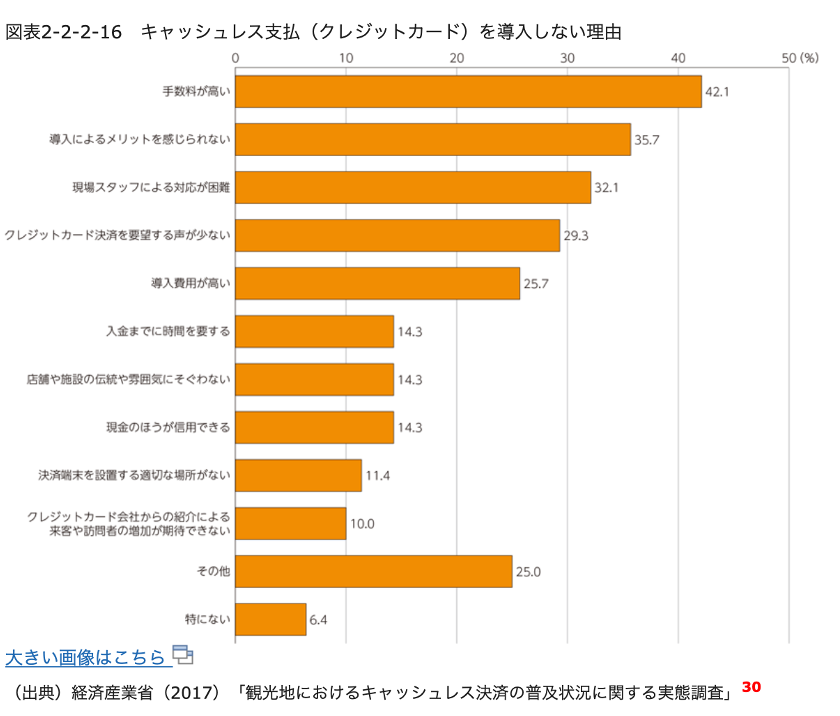 図表2-2-2-16 キャッシュレス支払（クレジットカード）を導入しない理由
0 10 20 30 40 50 (%)
手数料が高い 42.1
導入によるメリットを感じられない 35.7
現場スタッフによる対応が困難 32.1
クレジットカード決済を要望する声が少ない 29.3
導入費用が高い 25.7
入金までに時間を要する 14.3
店舗や施設の伝統や雰囲気にそぐわない 14.3
現金のほうが信用できる 14.3
決済端末を設置する適切な場所がない 11.4
クレジットカード会社からの紹介による
来客や訪問者の増加が期待できない 10.0
その他 25.0
特にない 6.4
大きい画像はこちら
（出典）経済産業省（2017）「観光地におけるキャッシュレス決済の普及状況に関する実態調査」30